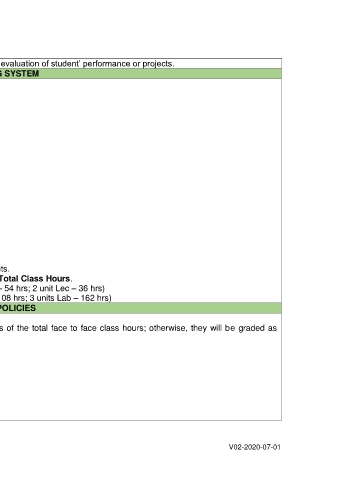 evaluation of student' performance or projects.
G SYSTEM
ts.
Total Class Hours.
- 54 hrs; 2 unit Lec – 36 hrs)
08 hrs; 3 units Lab – 162 hrs)
POLICIES
s of the total face to face class hours; otherwise, they will be graded as
V02-2020-07-01